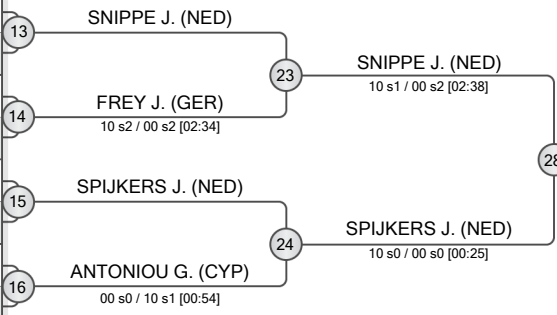 13
SNIPPE J. (NED)
23
SNIPPE J. (NED)
10 s1 / 00 s2 [02:38]
14
FREY J. (GER)
10 s2 / 00 s2 [02:34]
28
15
SPIJKERS J. (NED)
24
SPIJKERS J. (NED)
10 s0 / 00 s0 [00:25]
16
ANTONIOU G. (CYP)
00 s0 / 10 s1 [00:54]